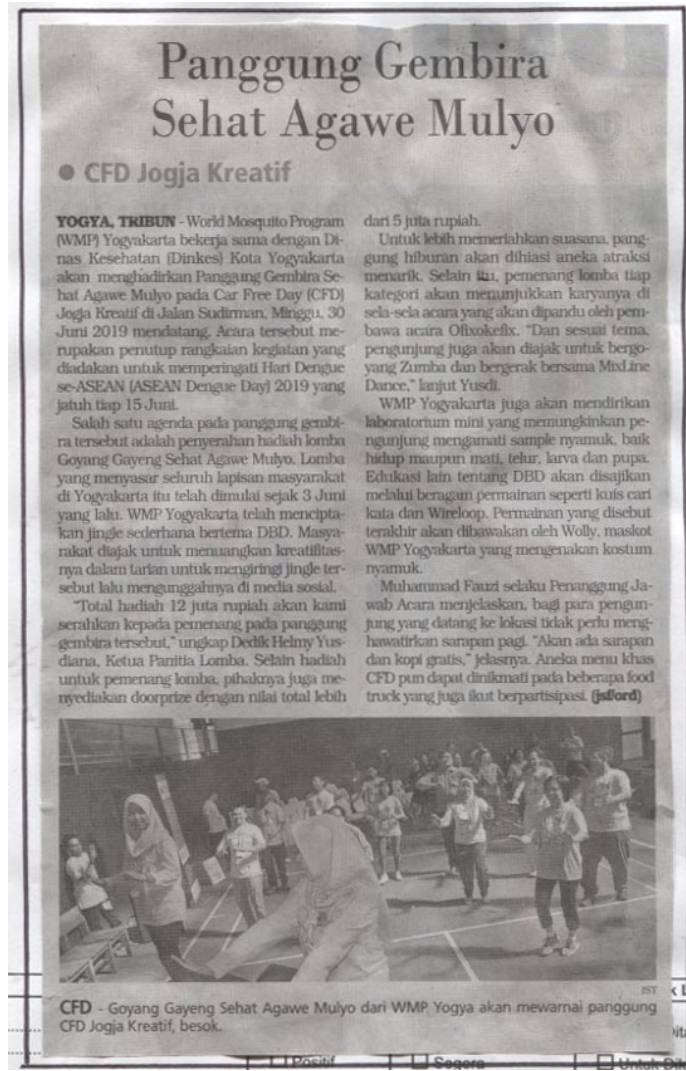 Panggung Gembira
Sehat Agawe Mulyo
● CFD Jogja Kreatif
YOGYA, TRIBUN - World Mosquito Program
(WMP) Yogyakarta bekerja sama dengan Di-
nas Kesehatan (Dinkes) Kota Yogyakarta
akan menghadirkan Panggung Gembira Se-
hat Agawe Mulyo pada Car Free Day (CFD)
Jogja Kreatif di Jalan Sudirman, Minggu, 30
Juni 2019 mendatang. Acara tersebut me-
rupakan penutup rangkaian kegiatan yang
diadakan untuk memperingati Hari Dengue
se-ASEAN (ASEAN Dengue Day) 2019 yang
jatuh tiap 15 Juni.
Salah satu agenda pada panggung gembi-
ra tersebut adalah penyerahan hadiah lomba
Goyang Gayeng Sehat Agawe Mulyo. Lomba
yang menyasar seluruh lapisan masyarakat
di Yogyakarta itu telah dimulai sejak 3 Juni
yang lalu. WMP Yogyakarta telah mencipta-
kan jingle sederhana bertema DBD. Masya-
rakat diajak untuk menuangkan kreatifitas-
nya dalam tarian untuk mengiringi jingle ter-
sebut lalu mengunggahnya di media sosial.
"Total hadiah 12 juta rupiah akan kami
serahkan kepada pemenang pada panggung
gembira tersebut," ungkap Dedik Helmy Yus-
diana, Ketua Panitia Lomba. Selain hadiah
untuk pemenang lomba, pihaknya juga me-
nyediakan doorprize dengan nilai total lebih
dari 5 juta rupiah.
Untuk lebih memeriahkan suasana, pang-
gung hiburan akan dihiasi aneka atraksi
menarik. Selain itu, pemenang lomba tiap
kategori akan menunjukkan karyanya di
sela-sela acara yang akan dipandu oleh pem-
bawa acara Ofixokefix. "Dan sesuai tema,
pengunjung juga akan diajak untuk bergo-
yang Zumba dan bergerak bersama MixLine
Dance," lanjut Yusdi.
WMP Yogyakarta juga akan mendirikan
laboratorium mini yang memungkinkan pe-
ngunjung mengamati sample nyamuk, baik
hidup maupun mati, telur, larva dan pupa.
Edukasi lain tentang DBD akan disajikan
melalui beragam permainan seperti kuis cari
kata dan Wireloop. Permainan yang disebut
terakhir akan dibawakan oleh Wolly, maskot
WMP Yogyakarta yang mengenakan kostum
nyamuk.
Muhammad Fauzi selaku Penanggung Ja-
wab Acara menjelaskan, bagi para pengun-
jung yang datang ke lokasi tidak perlu meng-
hawatirkan sarapan pagi. "Akan ada sarapan
dan kopi gratis," jelasnya. Aneka menu khas
CFD pun dapat dinikmati pada beberapa food
truck yang juga ikut berpartisipasi. (jsf/ord)
IST
CFD - Goyang Gayeng Sehat Agawe Mulyo dari WMP Yogya akan mewarnai panggung
CFD Jogja Kreatif, besok.
Positif
Segera
Untuk